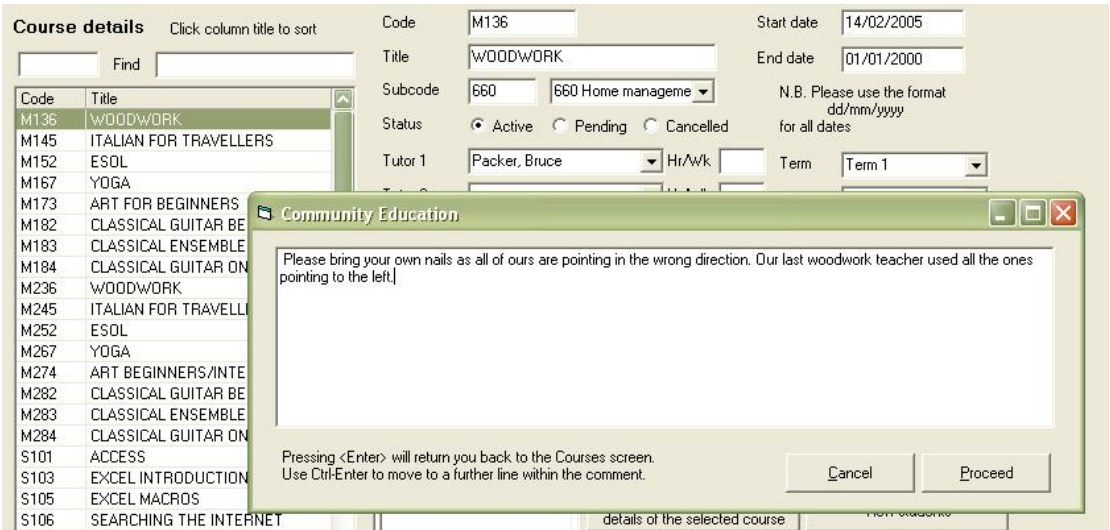 Course details Click column title to sort
Find
Code Title
M136 WOODWORK
M145 ITALIAN FOR TRAVELLERS
M152 ESOL
M167 YOGA
M173 ART FOR BEGINNERS
M182 CLASSICAL GUITAR BE
M183 CLASSICAL ENSEMBLE
M184 CLASSICAL GUITAR ON
M236 WOODWORK
M245 ITALIAN FOR TRAVELL
M252 ESOL
M267 YOGA
M274 ART BEGINNERS/INTE
M282 CLASSICAL GUITAR BE
M283 CLASSICAL ENSEMBLE
M284 CLASSICAL GUITAR ON
S101 ACCESS
S103 EXCEL INTRODUCTION
S105 EXCEL MACROS
S106 SEARCHING THE INTERNET
Code M136
Title WOODWORK
Subcode 660 660 Home manageme
Status Active Pending Cancelled
Tutor 1 Packer, Bruce Hr/Wk
Start date 14/02/2005
End date 01/01/2000
N.B. Please use the format
dd/mm/yyyy
for all dates
Term Term 1
Community Education
Please bring your own nails as all of ours are pointing in the wrong direction. Our last woodwork teacher used all the ones
pointing to the left.
Pressing <Enter> will return you back to the Courses screen.
Use Ctrl-Enter to move to a further line within the comment.
Cancel Proceed
details of the selected course